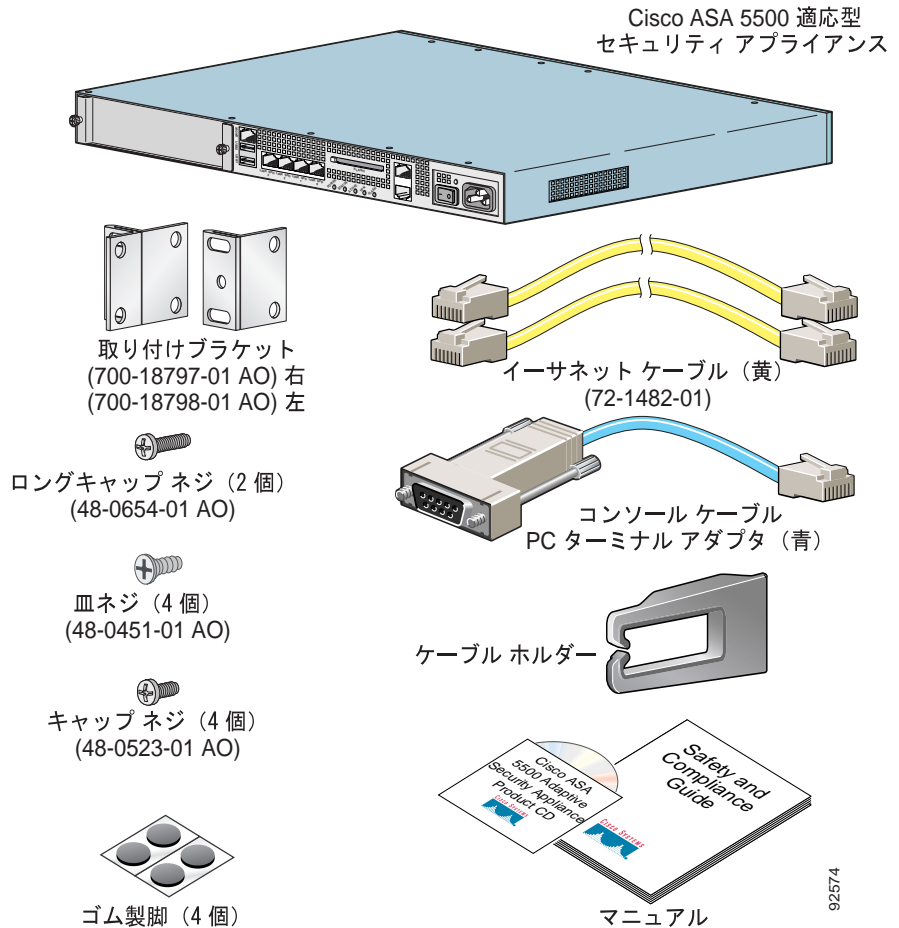 Cisco ASA 5500 適応型
セキュリティ アプライアンス
取り付けブラケット
(700-18797-01 AO) 右
(700-18798-01 AO) 左
イーサネット ケーブル（黄）
(72-1482-01)
ロングキャップ ネジ（2 個）
(48-0654-01 AO)
コンソール ケーブル
PC ターミナル アダプタ（青）
皿ネジ（4 個）
(48-0451-01 AO)
ケーブル ホルダー
キャップ ネジ（4 個）
(48-0523-01 AO)
Cisco ASA
5500 Adaptive
Security Appliance
Product CD
CISCO SYSTEMS
Safety and
Compliance
Guide
CISCO SYSTEMS
ゴム製脚（4 個）
マニュアル
92574